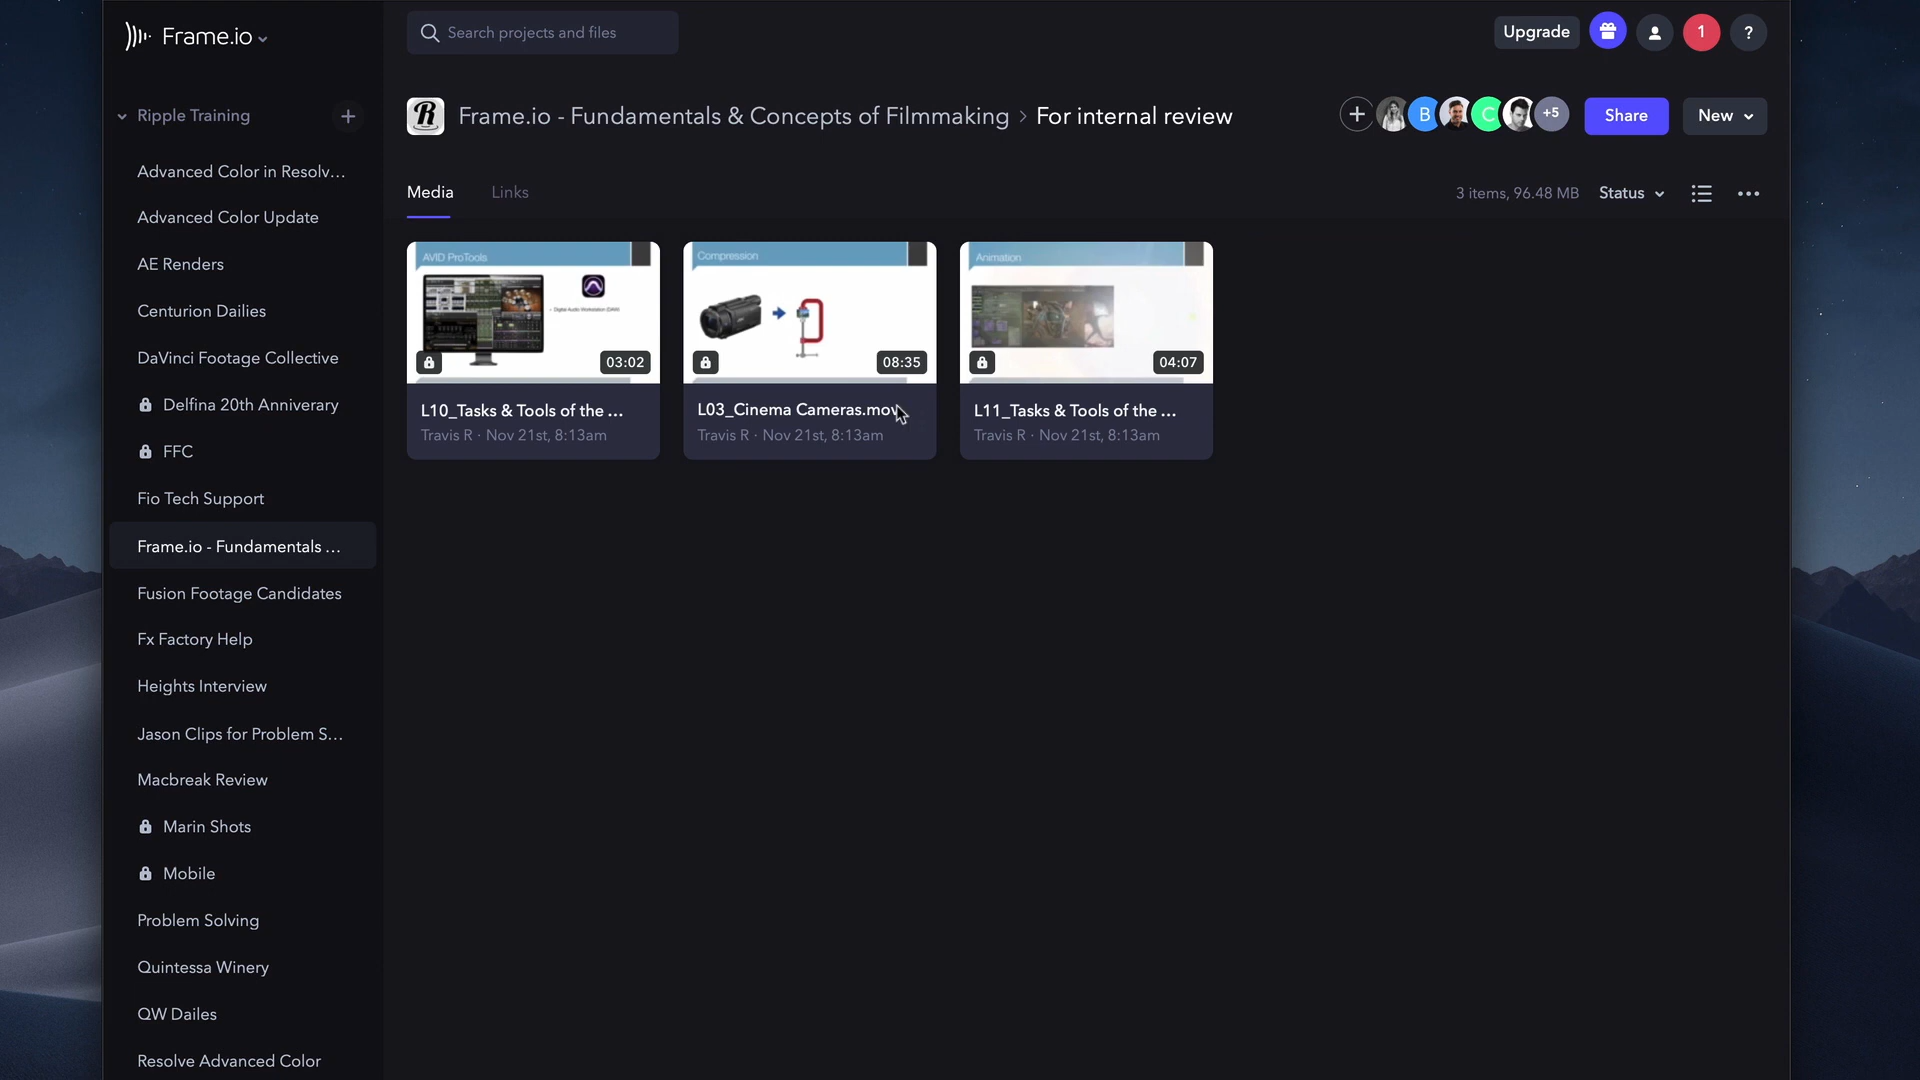 Frame.io
Search projects and files
Upgrade
1
?
Ripple Training
Frame.io - Fundamentals & Concepts of Filmmaking > For internal review
B
C
+5
Share
New
Media
Links
3 items, 96.48 MB
Status
Advanced Color in Resolv...
Advanced Color Update
AE Renders
Centurion Dailies
DaVinci Footage Collective
Delfina 20th Anniverary
FFC
Fio Tech Support
Frame.io - Fundamentals ...
Fusion Footage Candidates
Fx Factory Help
Heights Interview
Jason Clips for Problem S...
Macbreak Review
Marin Shots
Mobile
Problem Solving
Quintessa Winery
QW Dailes
Resolve Advanced Color
AVID ProTools
Digital Audio Workstation (DAW)
03:02
L10_Tasks & Tools of the ...
Travis R · Nov 21st, 8:13am
Compression
08:35
L03_Cinema Cameras.mov
Travis R · Nov 21st, 8:13am
Animation
04:07
L11_Tasks & Tools of the ...
Travis R · Nov 21st, 8:13am